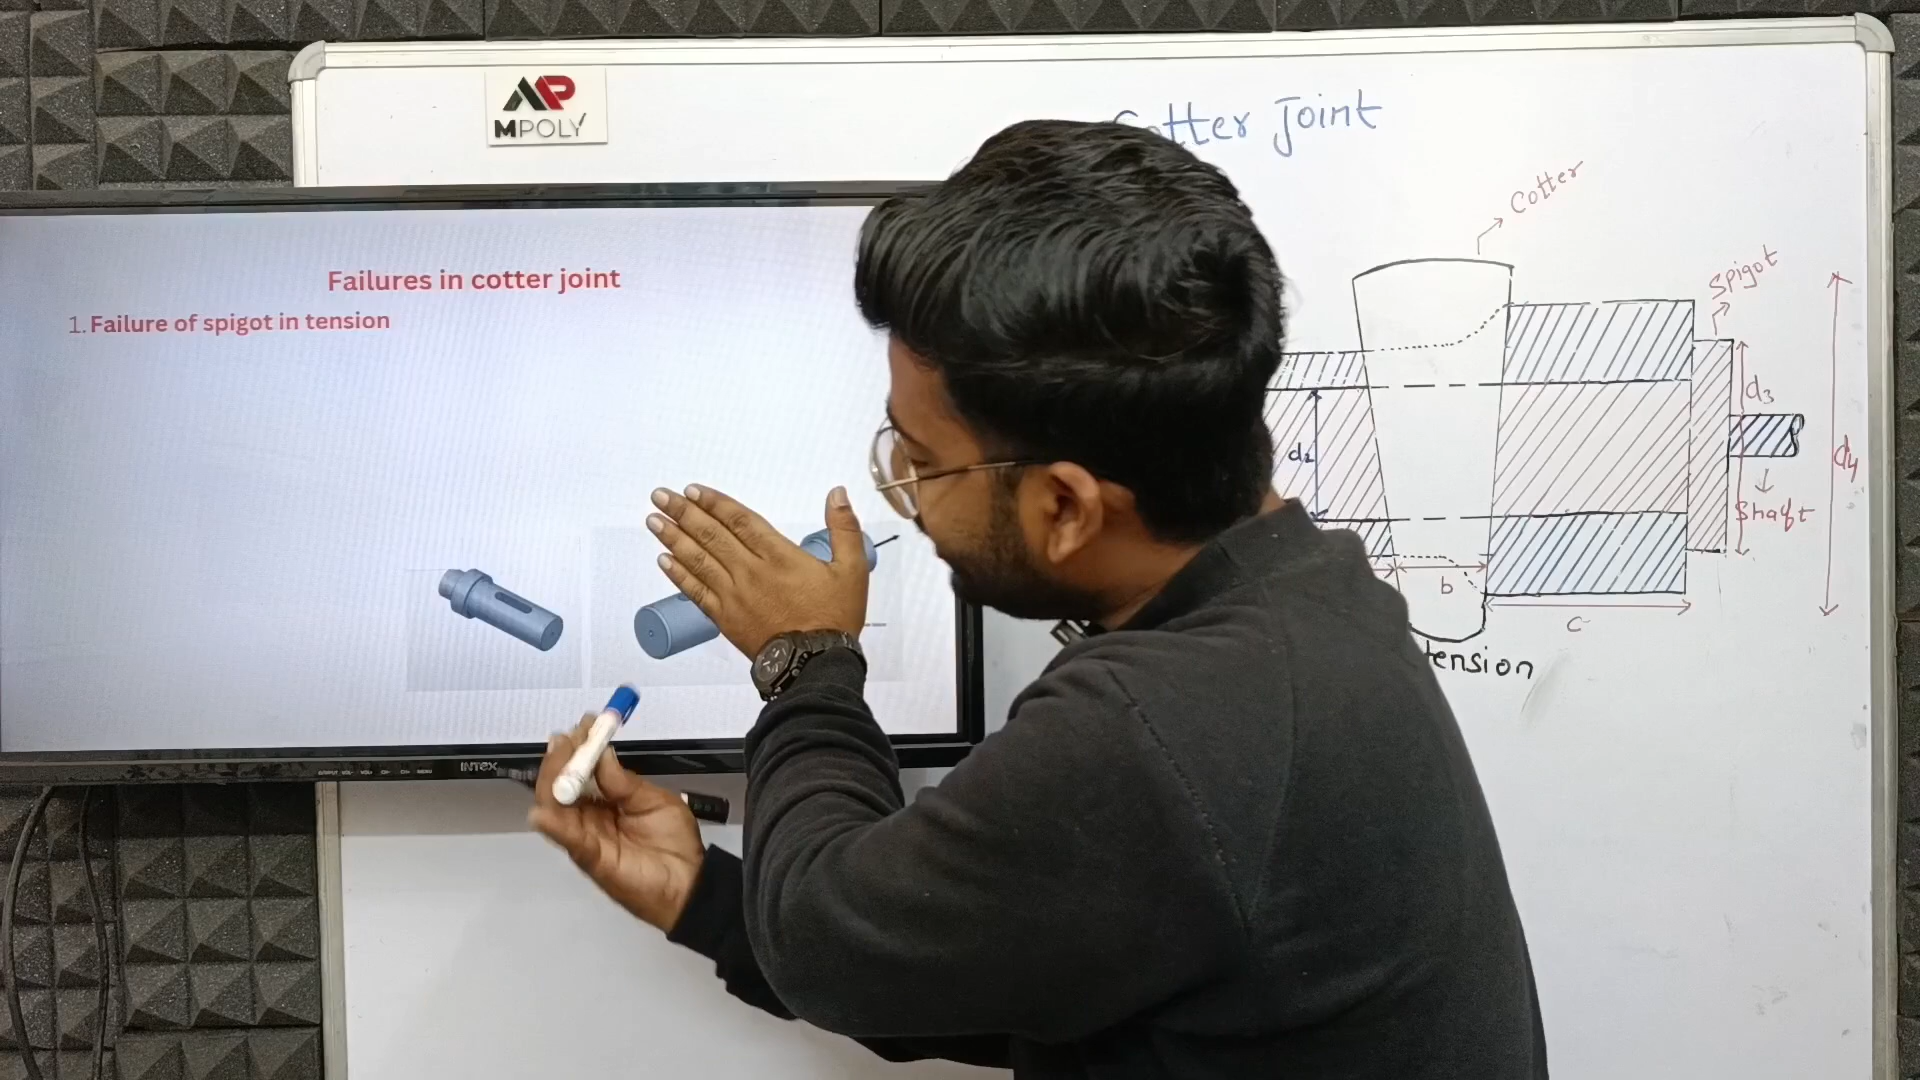 MPOLY
Cotter Joint
Failures in cotter joint
1. Failure of spigot in tension
Cotter
Spigot
d3
d2
d4
Shaft
b
c
tension
INTEX